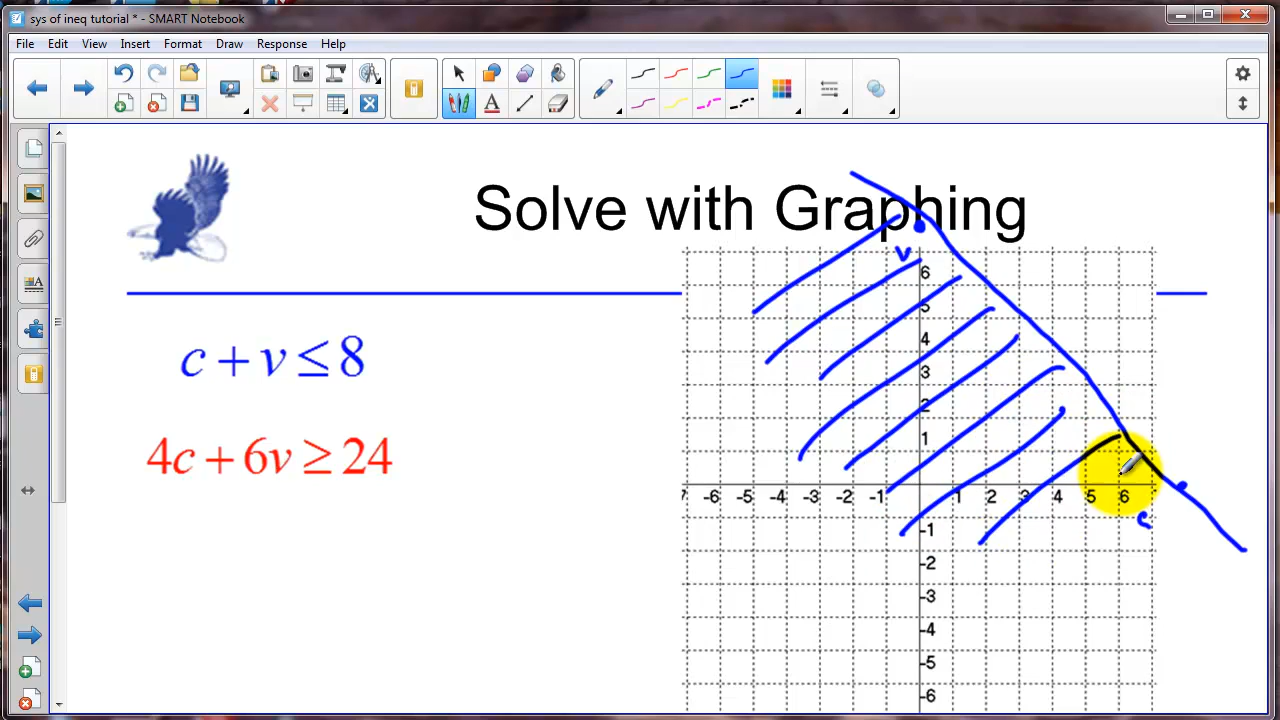 sys of ineq tutorial * - SMART Notebook
File Edit View Insert Format Draw Response Help
Solve with Graphing
c + v ≤ 8
4c + 6v ≥ 24
v
6
5
4
3
2
1
-6 -5 -4 -3 -2 -1 1 2 3 4 5 6
c
-1
-2
-3
-4
-5
-6